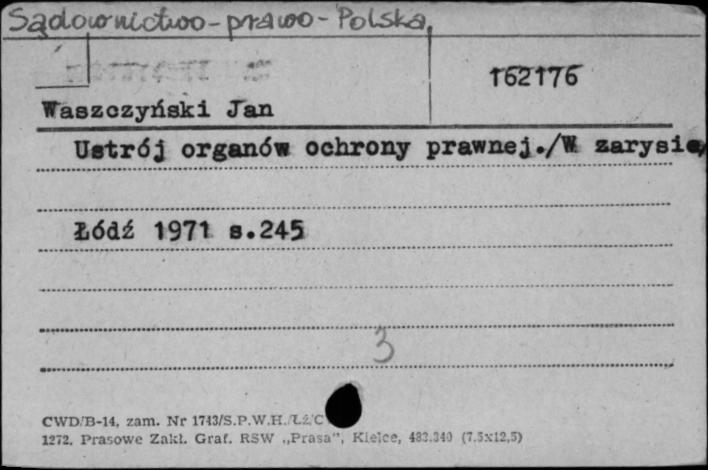 Sądownictwo-prawo-Polska
162176
Waszczyński Jan
Ustrój organów ochrony prawnej./W zarysie/
Łódź 1971 s.245
3
CWD/B-14, zam. Nr 1743/S.P.W.H./Łż/C
1272, Prasowe Zakł. Graf. RSW „Prasa”, Kielce, 483.340 (7,5x12,5)